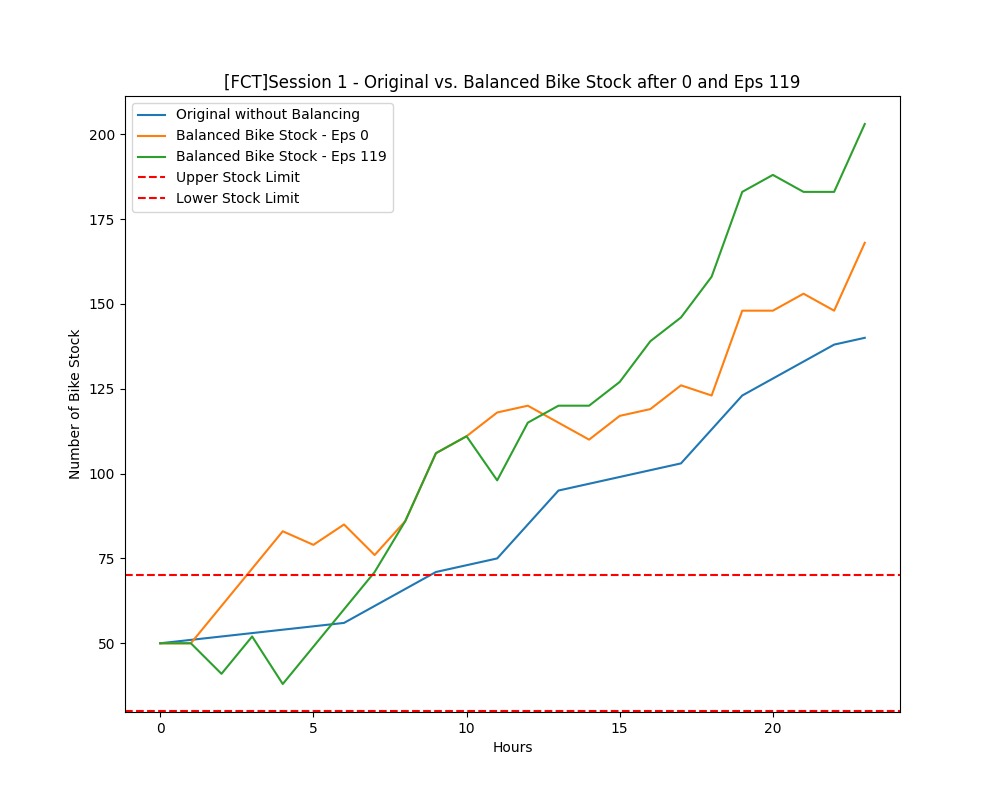 [FCT]Session 1 - Original vs. Balanced Bike Stock after 0 and Eps 119
Original without Balancing
Balanced Bike Stock - Eps 0
Balanced Bike Stock - Eps 119
Upper Stock Limit
Lower Stock Limit
200
175
150
125
100
75
50
Number of Bike Stock
0 5 10 15 20
Hours